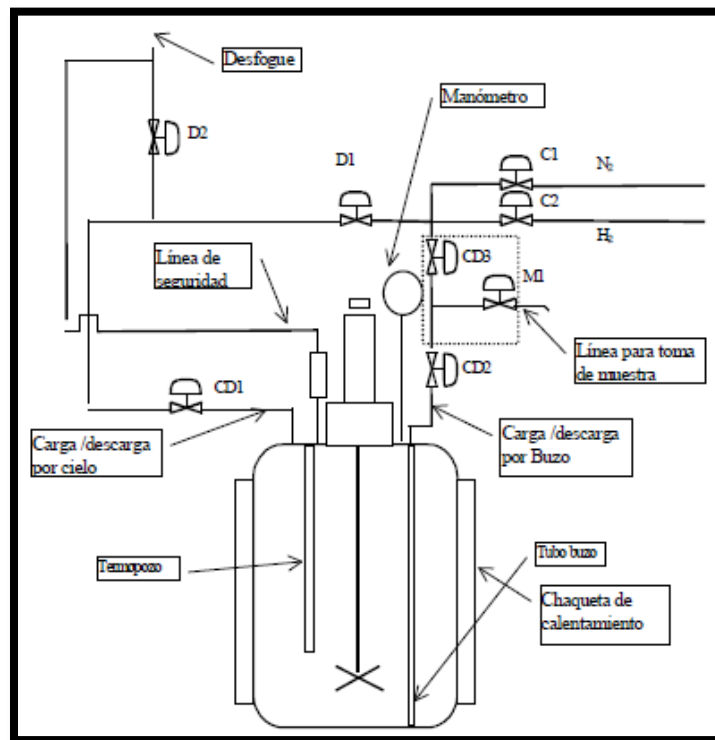 Desfogue
Manómetro
D2
D1
C1
N₂
C2
H₂
CD3
Línea de
seguridad
M1
Línea para toma
de muestra
CD1
CD2
Carga /descarga
por cielo
Carga /descarga
por Buzo
Termopozo
Tubo buzo
Chaqueta de
calentamiento